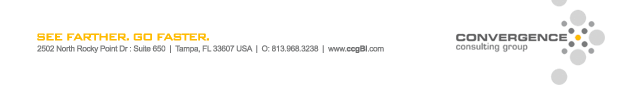 SEE FARTHER. GO FASTER.
2502 North Rocky Point Dr : Suite 650 | Tampa, FL 33607 USA | O: 813.968.3238 | www.ccgBI.com
CONVERGENCE
consulting group